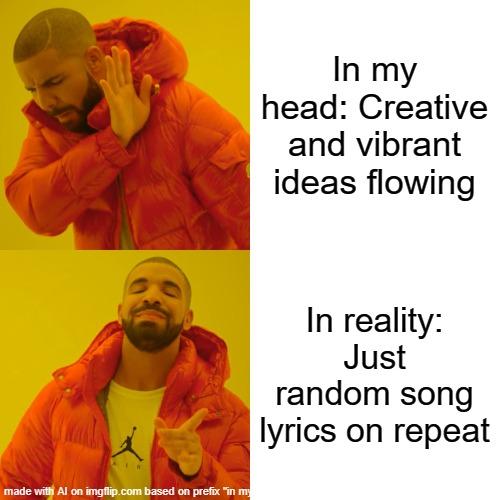 In my
head: Creative
and vibrant
ideas flowing
In reality:
Just
random song
lyrics on repeat
AIR
made with AI on imgflip.com based on prefix "in my